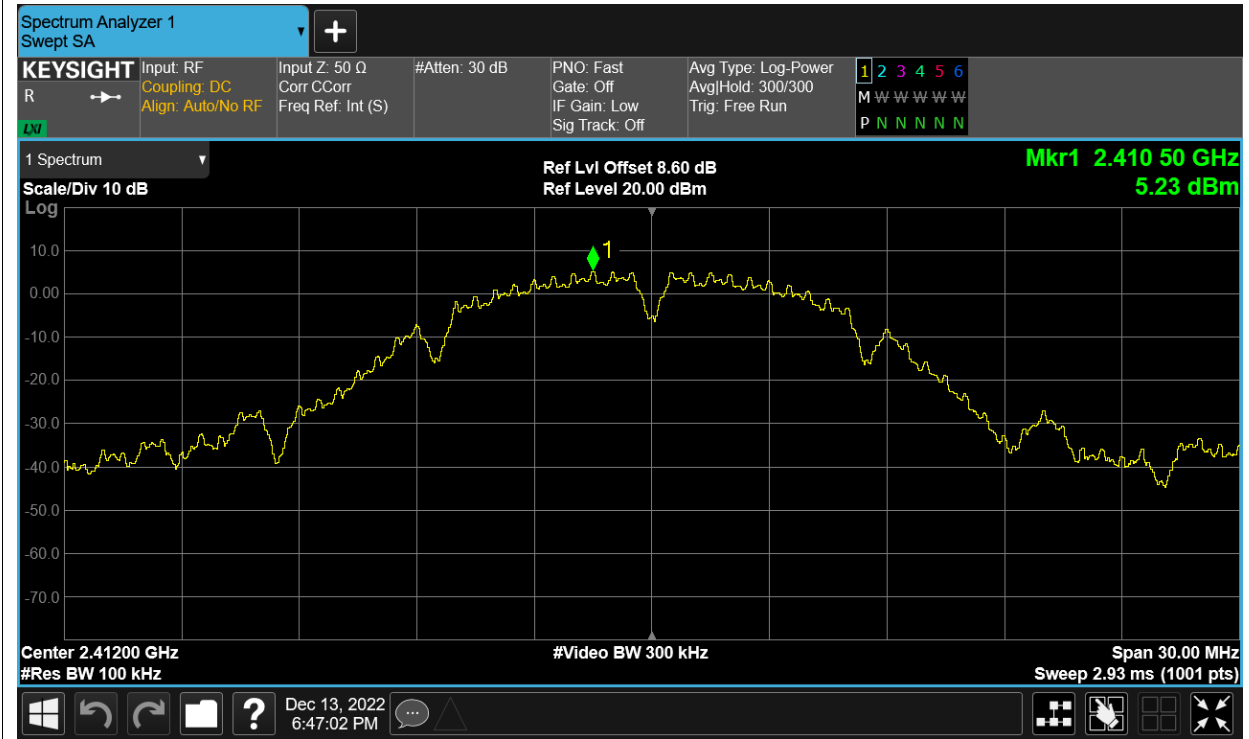 Spectrum Analyzer 1
Swept SA
KEYSIGHT
R
LXI
Input: RF
Coupling: DC
Align: Auto/No RF
Input Z: 50 Ω
Corr CCorr
Freq Ref: Int (S)
#Atten: 30 dB
PNO: Fast
Gate: Off
IF Gain: Low
Sig Track: Off
Avg Type: Log-Power
Avg|Hold: 300/300
Trig: Free Run
1 2 3 4 5 6
M W W W W W
P N N N N N
1 Spectrum
Scale/Div 10 dB
Log
Ref Lvl Offset 8.60 dB
Ref Level 20.00 dBm
Mkr1 2.410 50 GHz
5.23 dBm
1
10.0
0.00
-10.0
-20.0
-30.0
-40.0
-50.0
-60.0
-70.0
Center 2.41200 GHz
#Res BW 100 kHz
#Video BW 300 kHz
Span 30.00 MHz
Sweep 2.93 ms (1001 pts)
?
Dec 13, 2022
6:47:02 PM